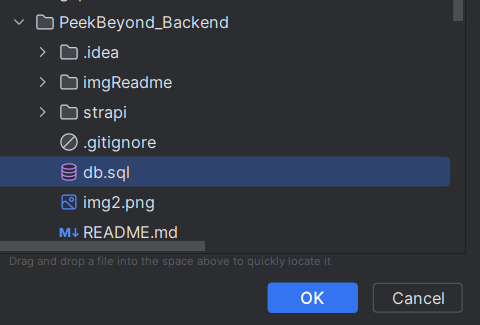 PeekBeyond_Backend
.idea
imgReadme
strapi
.gitignore
db.sql
img2.png
M↓ README.md
Drag and drop a file into the space above to quickly locate it
OK Cancel